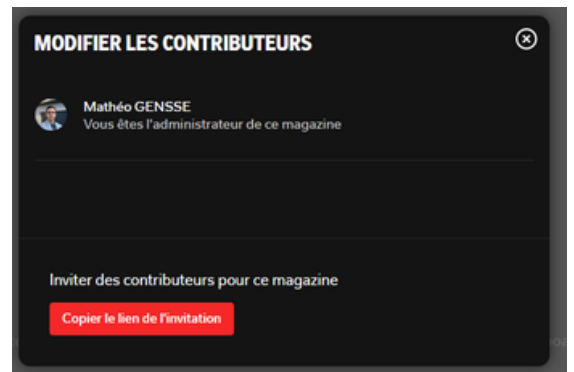 MODIFIER LES CONTRIBUTEURS
Mathéo GENSSE
Vous êtes l'administrateur de ce magazine
Inviter des contributeurs pour ce magazine
Copier le lien de l'invitation